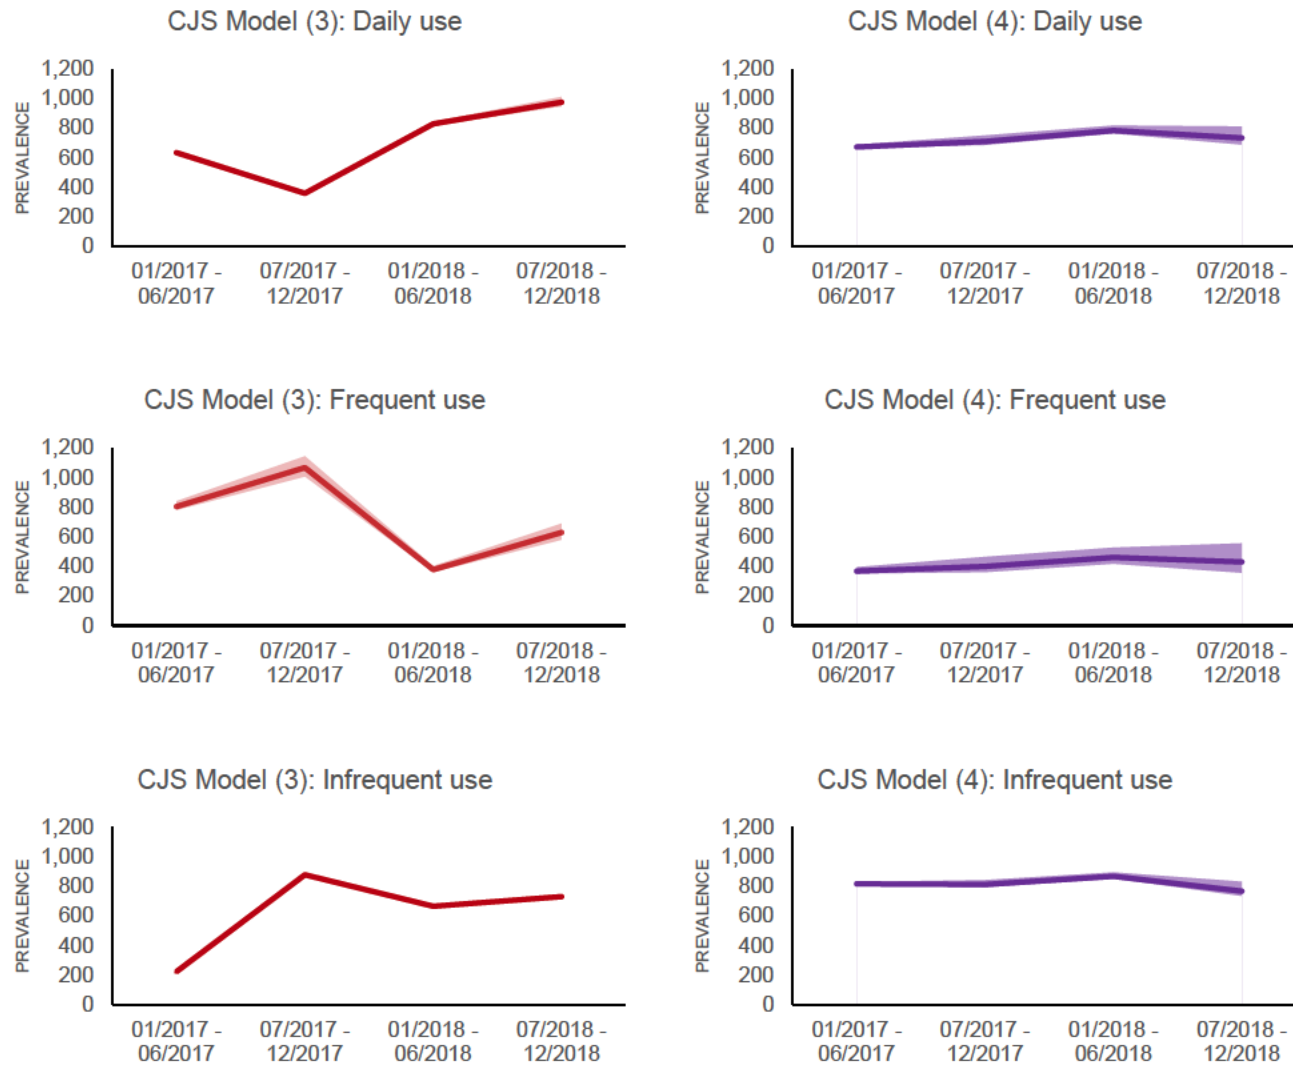 CJS Model (3): Daily use
PREVALENCE
1,200
1,000
800
600
400
200
0
01/2017 - 07/2017 - 01/2018 - 07/2018 -
06/2017 12/2017 06/2018 12/2018
CJS Model (4): Daily use
PREVALENCE
1,200
1,000
800
600
400
200
0
01/2017 - 07/2017 - 01/2018 - 07/2018 -
06/2017 12/2017 06/2018 12/2018
CJS Model (3): Frequent use
PREVALENCE
1,200
1,000
800
600
400
200
0
01/2017 - 07/2017 - 01/2018 - 07/2018 -
06/2017 12/2017 06/2018 12/2018
CJS Model (4): Frequent use
PREVALENCE
1,200
1,000
800
600
400
200
0
01/2017 - 07/2017 - 01/2018 - 07/2018 -
06/2017 12/2017 06/2018 12/2018
CJS Model (3): Infrequent use
PREVALENCE
1,200
1,000
800
600
400
200
0
01/2017 - 07/2017 - 01/2018 - 07/2018 -
06/2017 12/2017 06/2018 12/2018
CJS Model (4): Infrequent use
PREVALENCE
1,200
1,000
800
600
400
200
0
01/2017 - 07/2017 - 01/2018 - 07/2018 -
06/2017 12/2017 06/2018 12/2018